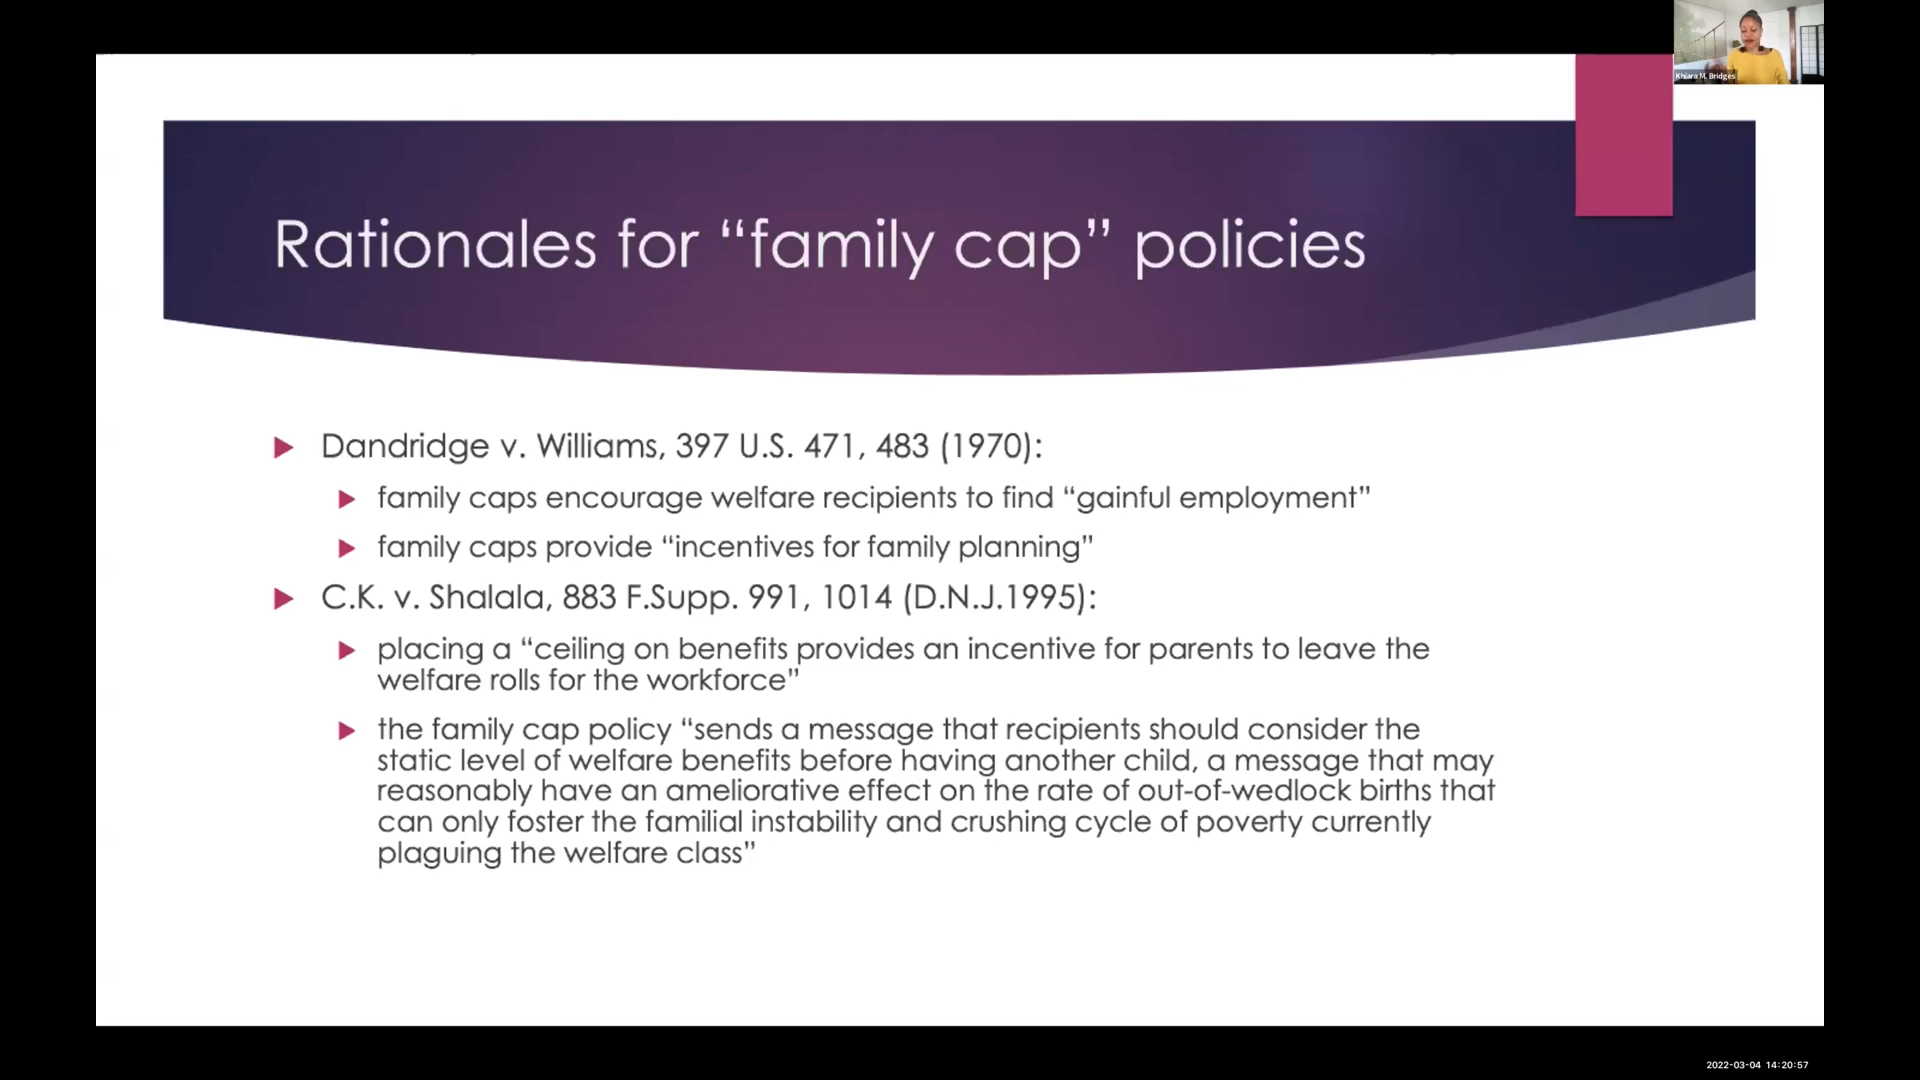 Khiara M. Bridges
Rationales for “family cap” policies
Dandridge v. Williams, 397 U.S. 471, 483 (1970):
family caps encourage welfare recipients to find “gainful employment”
family caps provide “incentives for family planning”
C.K. v. Shalala, 883 F.Supp. 991, 1014 (D.N.J.1995):
placing a “ceiling on benefits provides an incentive for parents to leave the
welfare rolls for the workforce”
the family cap policy “sends a message that recipients should consider the
static level of welfare benefits before having another child, a message that may
reasonably have an ameliorative effect on the rate of out-of-wedlock births that
can only foster the familial instability and crushing cycle of poverty currently
plaguing the welfare class”
2022-03-04 14:20:57